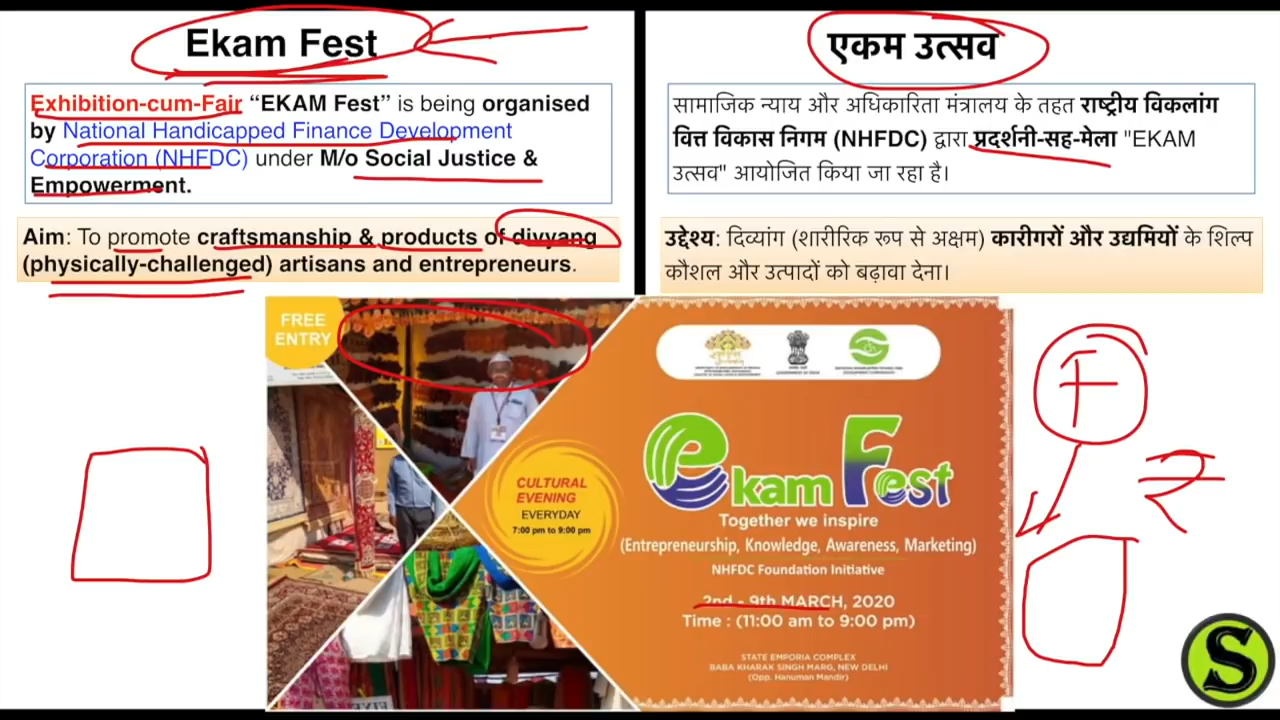 Ekam Fest
Exhibition-cum-Fair “EKAM Fest” is being organised
by National Handicapped Finance Development
Corporation (NHFDC) under M/o Social Justice &
Empowerment.
Aim: To promote craftsmanship & products of divyang
(physically-challenged) artisans and entrepreneurs.
एकम उत्सव
सामाजिक न्याय और अधिकारिता मंत्रालय के तहत राष्ट्रीय विकलांग
वित्त विकास निगम (NHFDC) द्वारा प्रदर्शनी-सह-मेला "EKAM
उत्सव" आयोजित किया जा रहा है।
उद्देश्य: दिव्यांग (शारीरिक रूप से अक्षम) कारीगरों और उद्यमियों के शिल्प
कौशल और उत्पादों को बढ़ावा देना।
FREE
ENTRY
CULTURAL
EVENING
EVERYDAY
7:00 pm to 9:00 pm
ekam Fest
Together we inspire
(Entrepreneurship, Knowledge, Awareness, Marketing)
NHFDC Foundation Initiative
2nd - 9th MARCH, 2020
Time : (11:00 am to 9:00 pm)
STATE EMPORIA COMPLEX
BABA KHARAK SINGH MARG, NEW DELHI
(Opp. Hanuman Mandir)
F
₹
S